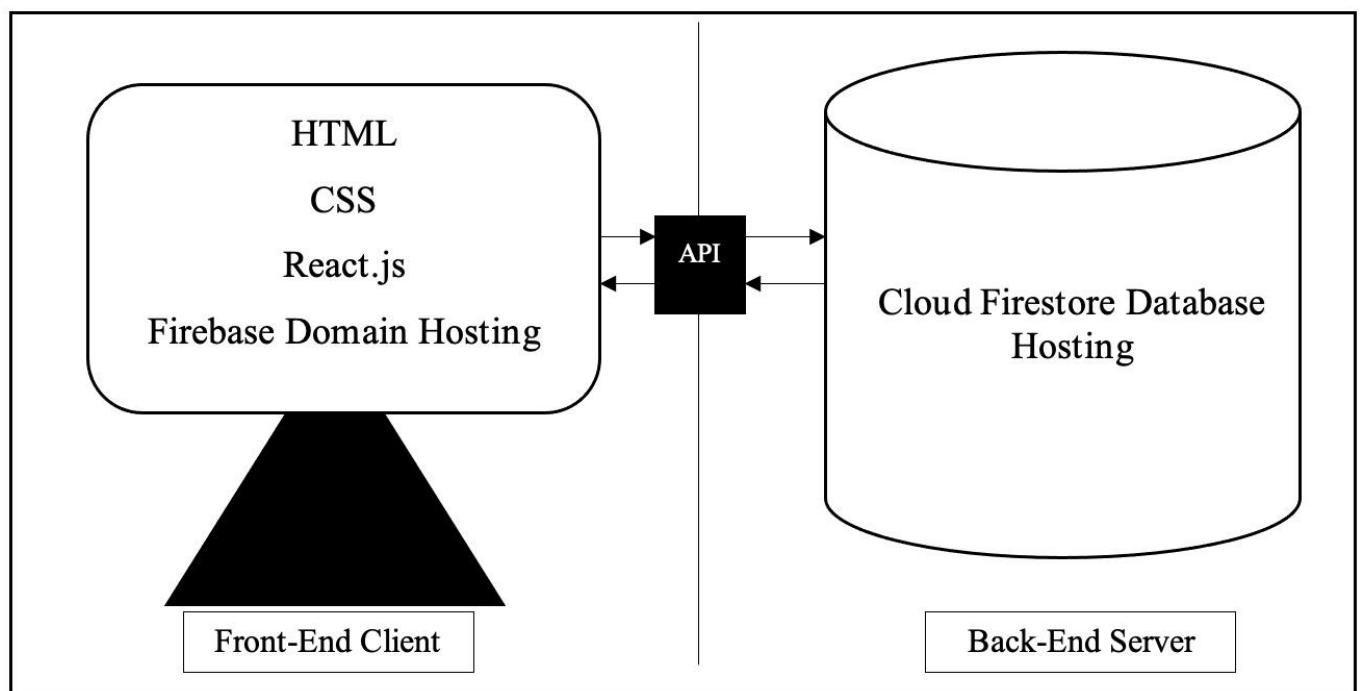 HTML
CSS
React.js
Firebase Domain Hosting
API
Cloud Firestore Database
Hosting
Front-End Client
Back-End Server